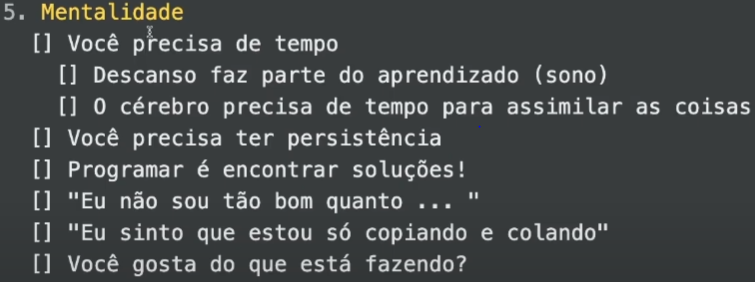 5. Mentalidade
[] Você precisa de tempo
[] Descanso faz parte do aprendizado (sono)
[] O cérebro precisa de tempo para assimilar as coisas
[] Você precisa ter persistência
[] Programar é encontrar soluções!
[] "Eu não sou tão bom quanto ... "
[] "Eu sinto que estou só copiando e colando"
[] Você gosta do que está fazendo?